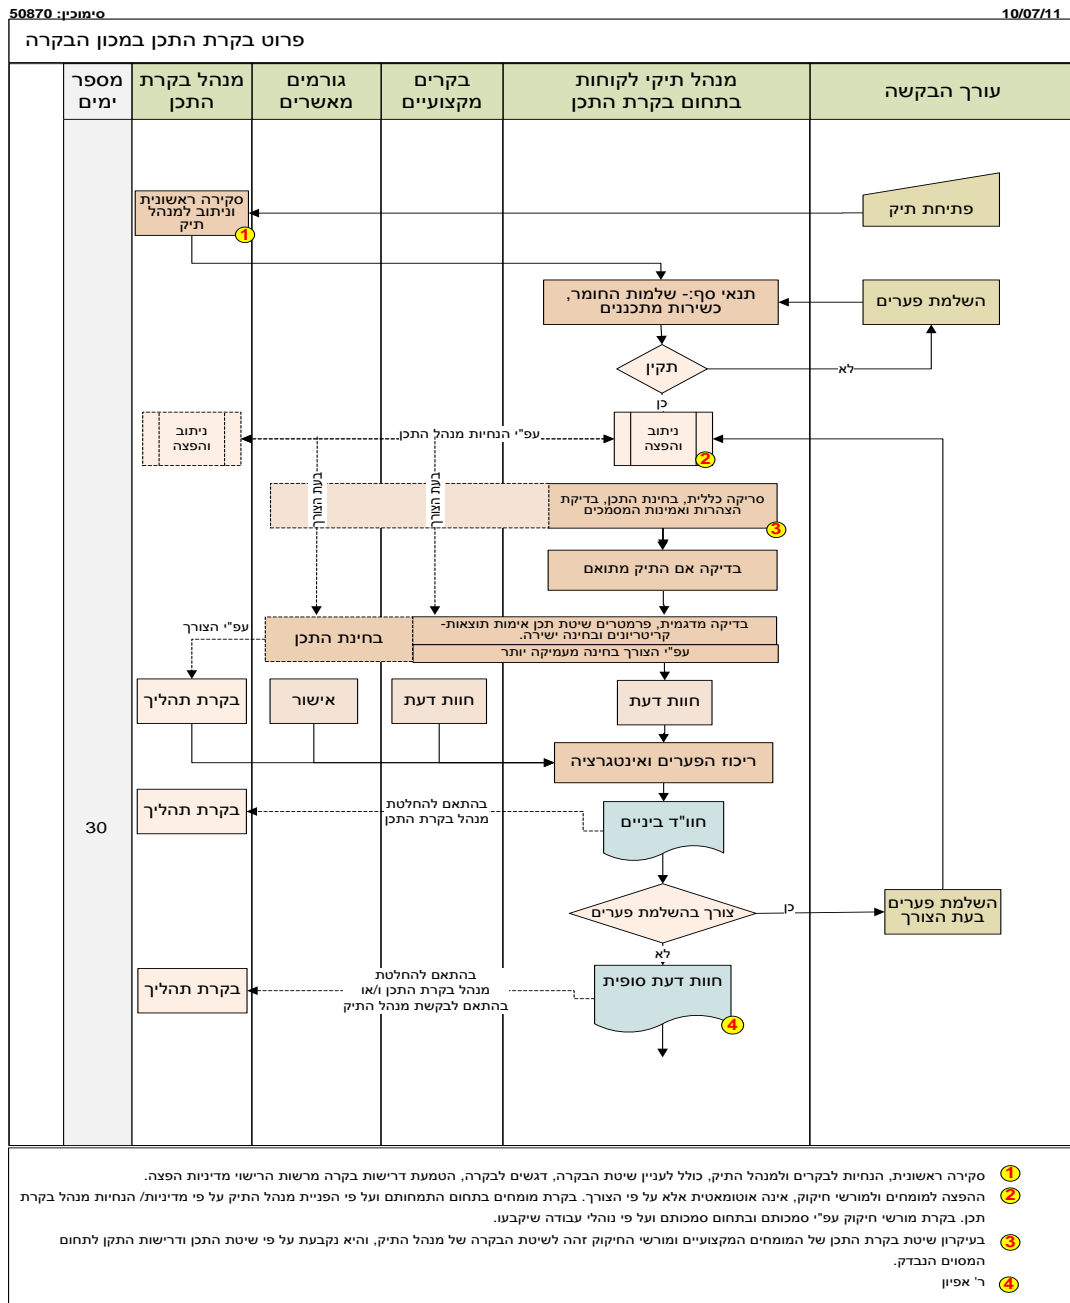 10/07/11
סימוכין: 50870
פרוט בקרת התכן במכון הבקרה
עורך הבקשה
מנהל תיקי לקוחות
בתחום בקרת התכן
בקרים
מקצועיים
גורמים
מאשרים
מנהל בקרת
התכן
מספר
ימים
פתיחת תיק
סקירה ראשונית
וניתוב למנהל
תיק
1
תנאי סף:- שלמות החומר,
כשירות מתכננים
השלמת פערים
תקין
לא
כן
ניתוב
והפצה
2
עפ"י הנחיות מנהל התכן
ניתוב
והפצה
בעת הצורך
בעת הצורך
סריקה כללית, בחינת התכן, בדיקת
הצהרות ואמינות המסמכים
3
בדיקה אם התיק מתואם
בדיקה מדגמית, פרמטרים שיטת תכן אימות תוצאות-
קריטריונים ובחינה ישירה.
עפ"י הצורך בחינה מעמיקה יותר
בחינת התכן
עפ"י הצורך
חוות דעת
חוות דעת
אישור
בקרת תהליך
ריכוז הפערים ואינטגרציה
חוו"ד ביניים
בהתאם להחלטת
מנהל בקרת התכן
בקרת תהליך
30
צורך בהשלמת פערים
כן
השלמת פערים
בעת הצורך
לא
חוות דעת סופית
4
בהתאם להחלטת
מנהל בקרת התכן ו/או
בהתאם לבקשת מנהל התיק
בקרת תהליך
1 סקירה ראשונית, הנחיות לבקרים ולמנהל התיק, כולל לעניין שיטת הבקרה, דגשים לבקרה, הטמעת דרישות בקרה מרשות הרישוי מדיניות הפצה.
2 ההפצה למומחים ולמורשי חיקוק, אינה אוטומאטית אלא על פי הצורך. בקרת מומחים בתחום התמחותם ועל פי הפניית מנהל התיק על פי מדיניות/ הנחיות מנהל בקרת
תכן. בקרת מורשי חיקוק עפ"י סמכותם ובתחום סמכותם ועל פי נוהלי עבודה שיקבעו.
3 בעיקרון שיטת בקרת התכן של המומחים המקצועיים ומורשי החיקוק זהה לשיטת הבקרה של מנהל התיק, והיא נקבעת על פי שיטת התכן ודרישות התקן לתחום
המסוים הנבדק.
4 ר' אפיון